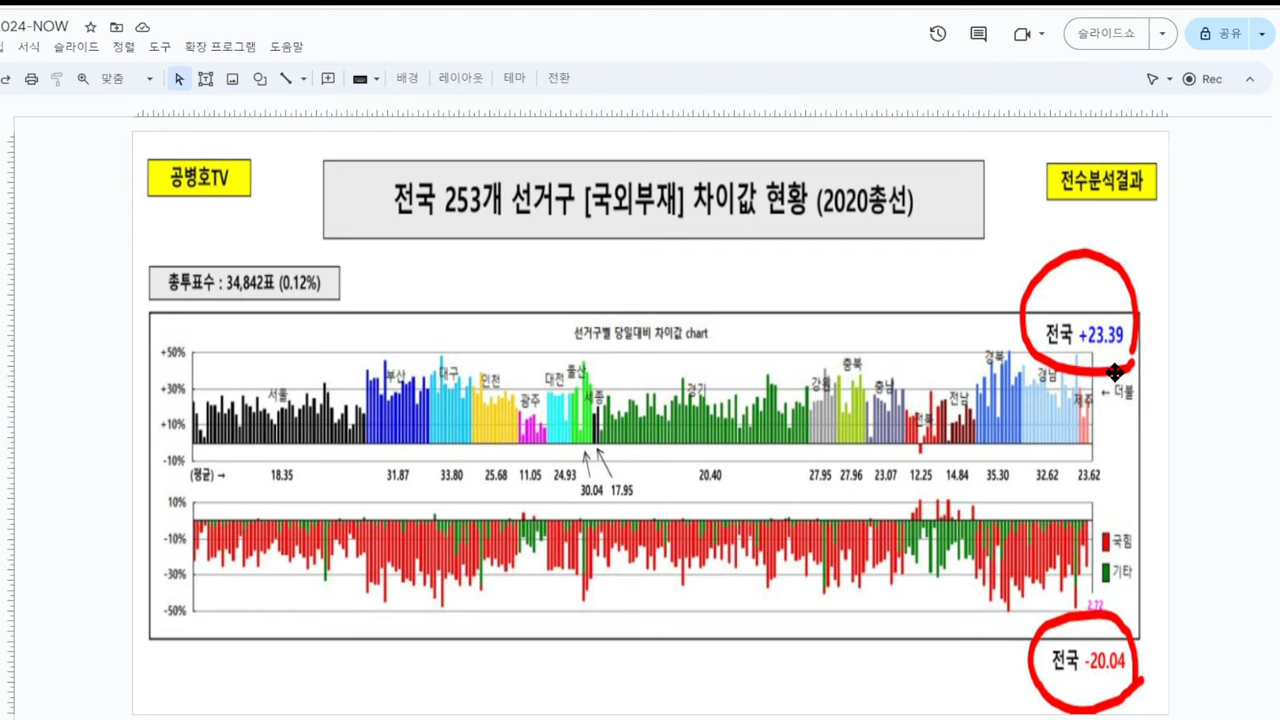 024-NOW
서식 슬라이드 정렬 도구 확장 프로그램 도움말
슬라이드쇼
공유
맞춤
배경 레이아웃 테마 전환
Rec
공병호TV
전국 253개 선거구 [국외부재] 차이값 현황 (2020총선)
전수분석결과
총투표수 : 34,842표 (0.12%)
선거구별 당일대비 차이값 chart
전국 +23.39
+50%
+30%
+10%
-10%
서울
부산
대구
인천
광주
대전
울산
세종
경기
강원
충북
충남
전북
전남
경북
경남
제주
← 더불
(평균) → 18.35 31.87 33.80 25.68 11.05 24.93 20.40 27.95 27.96 23.07 12.25 14.84 35.30 32.62 23.62
30.04 17.95
10%
-10%
-30%
-50%
국힘
기타
2.72
전국 -20.04